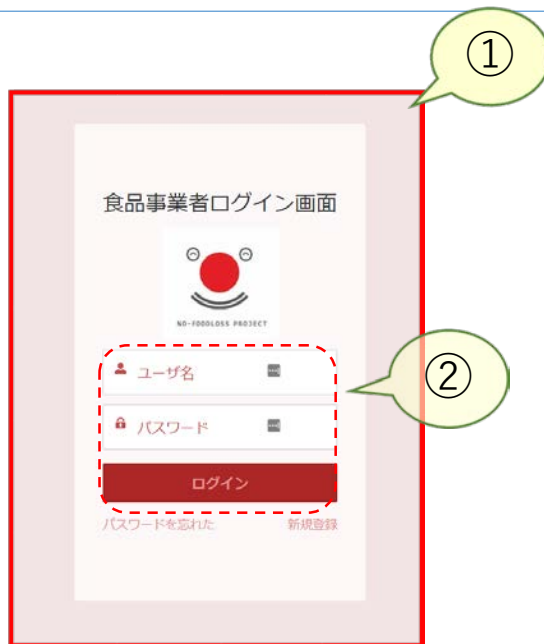 ①
食品事業者ログイン画面
NO-FOODLOSS PROJECT
ユーザ名
②
パスワード
ログイン
パスワードを忘れた 新規登録